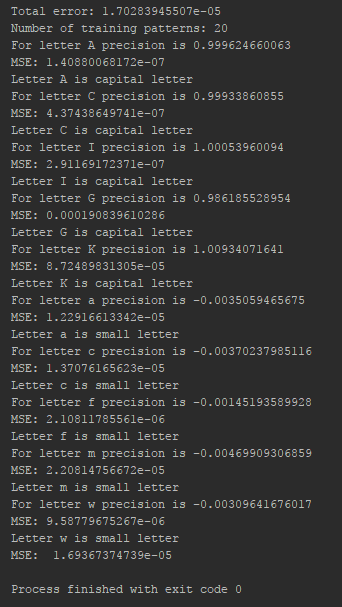 Total error: 1.70283945507e-05
Number of training patterns: 20
For letter A precision is 0.999624660063
MSE: 1.40880068172e-07
Letter A is capital letter
For letter C precision is 0.99933860855
MSE: 4.37438649741e-07
Letter C is capital letter
For letter I precision is 1.00053960094
MSE: 2.91169172371e-07
Letter I is capital letter
For letter G precision is 0.986185528954
MSE: 0.000190839610286
Letter G is capital letter
For letter K precision is 1.00934071641
MSE: 8.72489831305e-05
Letter K is capital letter
For letter a precision is -0.0035059465675
MSE: 1.22916613342e-05
Letter a is small letter
For letter c precision is -0.00370237985116
MSE: 1.37076165623e-05
Letter c is small letter
For letter f precision is -0.00145193589928
MSE: 2.10811785561e-06
Letter f is small letter
For letter m precision is -0.00469909306859
MSE: 2.20814756672e-05
Letter m is small letter
For letter w precision is -0.00309641676017
MSE: 9.58779675267e-06
Letter w is small letter
MSE:  1.69367374739e-05
Process finished with exit code 0